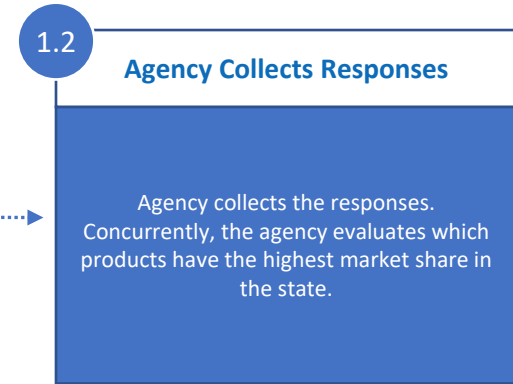 1.2
Agency Collects Responses
Agency collects the responses.
Concurrently, the agency evaluates which
products have the highest market share in
the state.